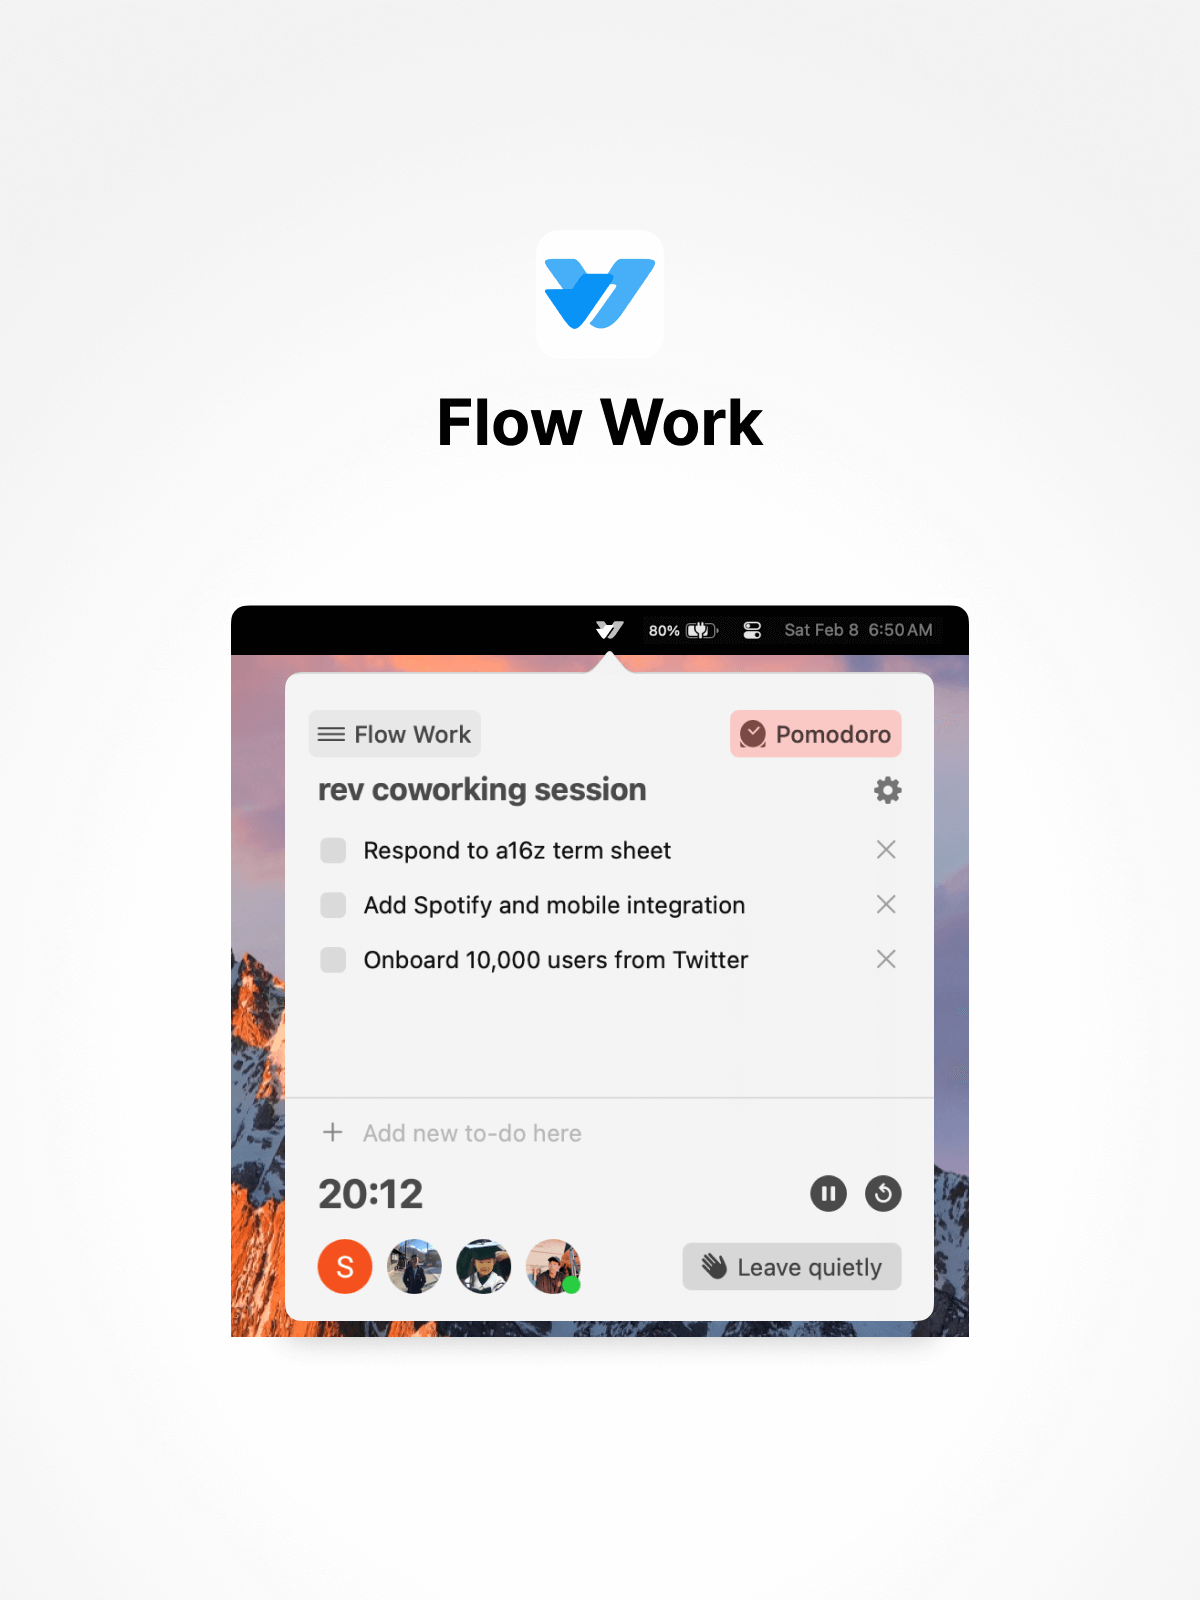 Flow Work
80%
Sat Feb 8 6:50 AM
Flow Work
Pomodoro
rev coworking session
Respond to a16z term sheet
Add Spotify and mobile integration
Onboard 10,000 users from Twitter
Add new to-do here
20:12
S
Leave quietly